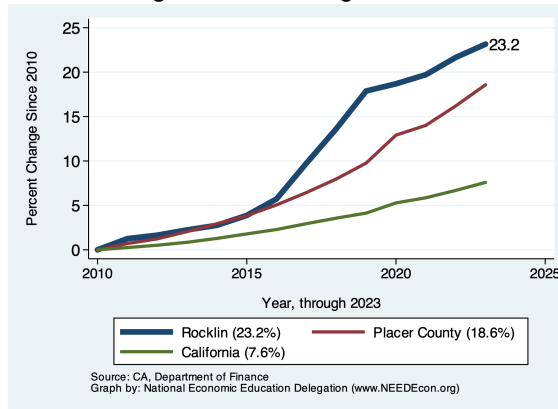 25
20
15
10
5
0
Percent Change Since 2010
23.2
2010
2015
2020
2025
Year, through 2023
Rocklin (23.2%)
Placer County (18.6%)
California (7.6%)
Source: CA, Department of Finance
Graph by: National Economic Education Delegation (www.NEEDEcon.org)